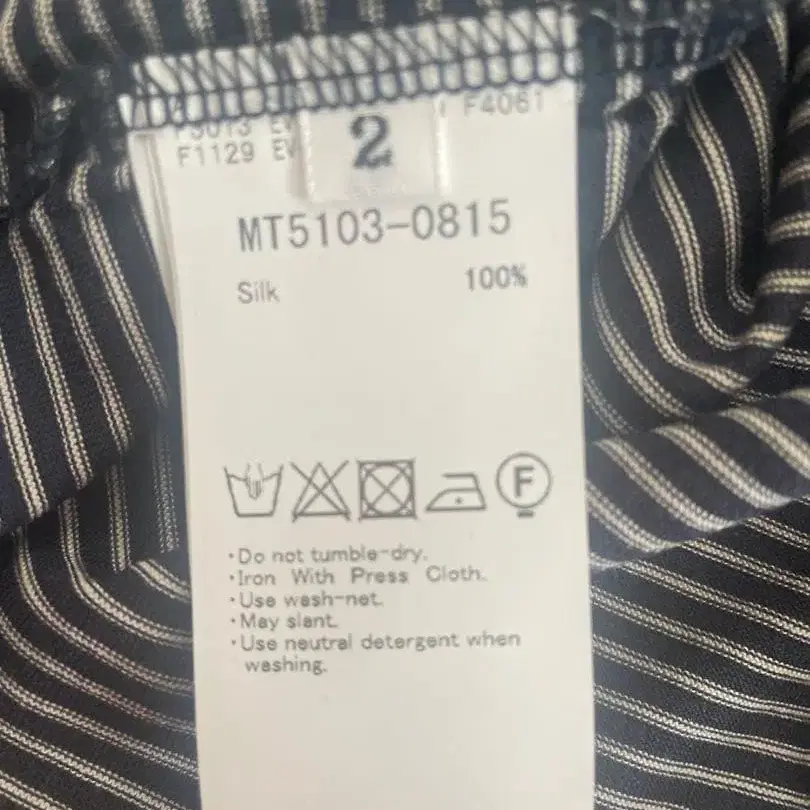 F4061
F1129 EV
2
MT5103-0815
Silk 100%
F
·Do not tumble-dry.
·Iron With Press Cloth.
·Use wash-net.
·May slant.
·Use neutral detergent when
washing.